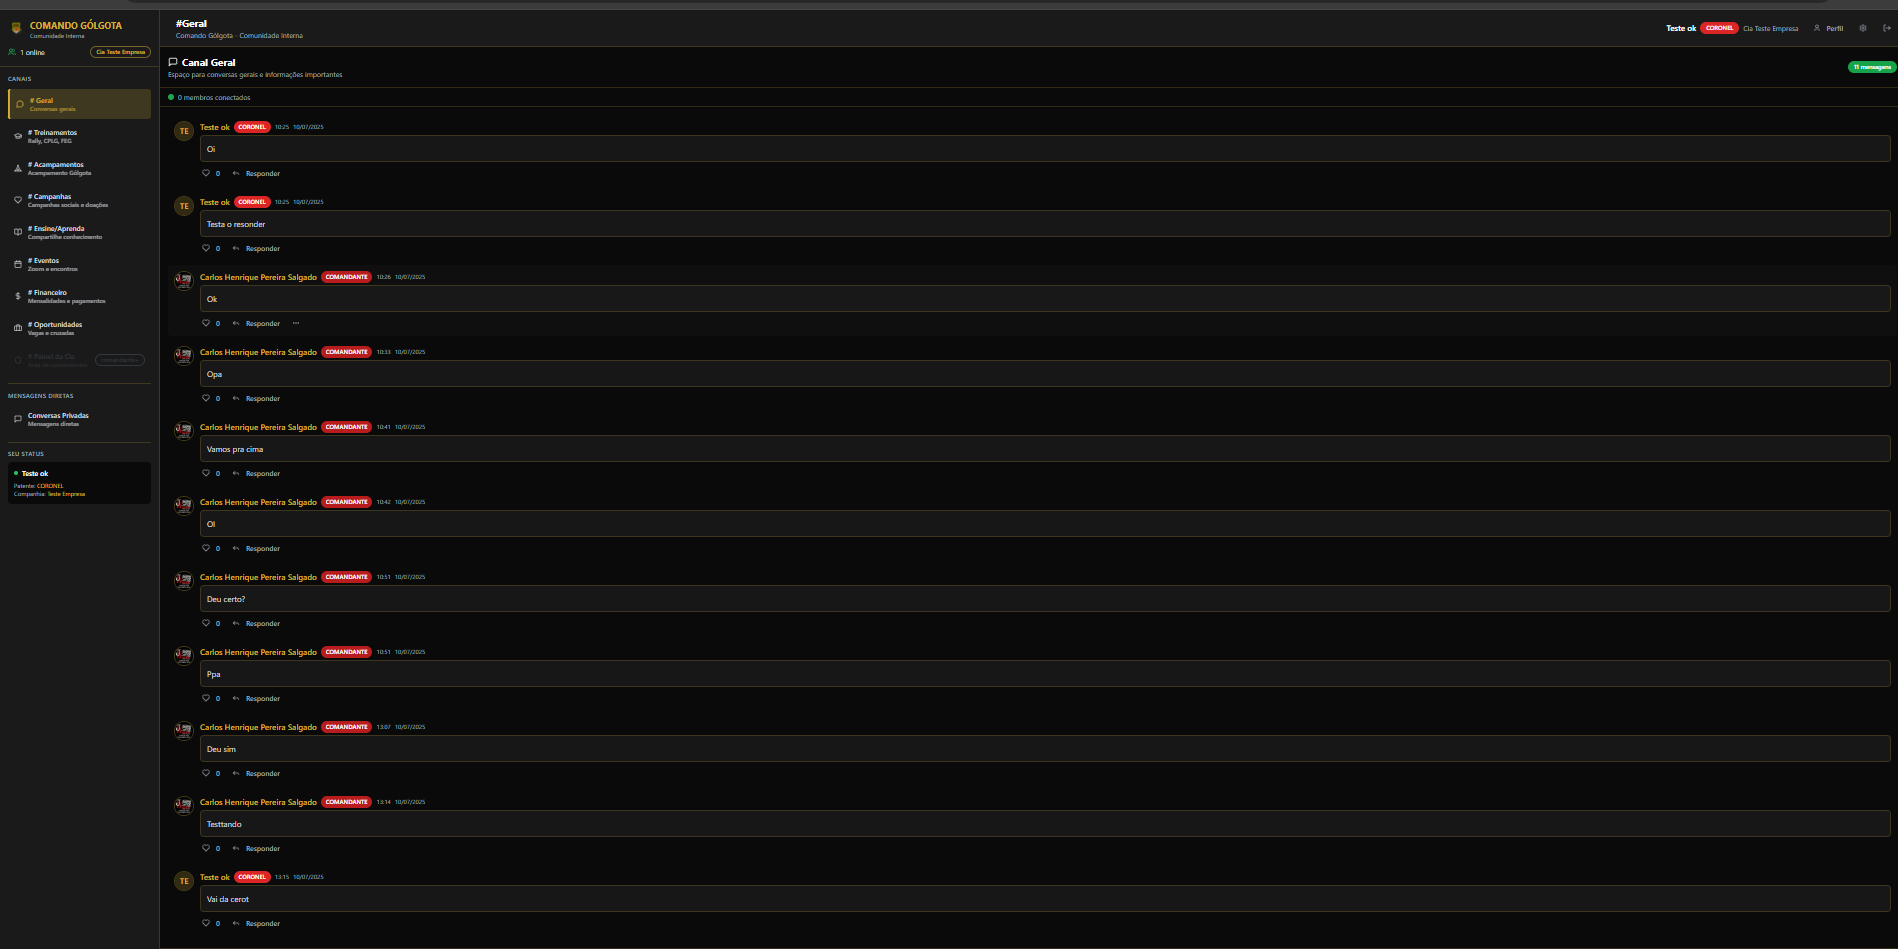 COMANDO GÓLGOTA
Comunidade Interna
1 online
Cia Teste Empresa
CANAIS
# Geral
Conversas gerais
# Treinamentos
Rally, CPLG, FEG
# Acampamentos
Acampamento Gólgota
# Campanhas
Campanhas sociais e doações
# Ensine/Aprenda
Compartilhe conhecimento
# Eventos
Zoom e encontros
# Financeiro
Mensalidades e pagamentos
# Oportunidades
Vagas e cruzadas
# Painel da Cia
MENSAGENS DIRETAS
Conversas Privadas
Mensagens diretas
SEU STATUS
Teste ok
Patente: CORONEL
Companhia: Teste Empresa
#Geral
Comando Gólgota - Comunidade Interna
Teste ok CORONEL Cia Teste Empresa Perfil
Canal Geral
Espaço para conversas gerais e informações importantes
11 mensagens
0 membros conectados
TE Teste ok CORONEL 10:25 10/07/2025
Oi
0 Responder
TE Teste ok CORONEL 10:25 10/07/2025
Testa o resonder
0 Responder
Carlos Henrique Pereira Salgado COMANDANTE 10:26 10/07/2025
Ok
0 Responder ···
Carlos Henrique Pereira Salgado COMANDANTE 10:33 10/07/2025
Opa
0 Responder
Carlos Henrique Pereira Salgado COMANDANTE 10:41 10/07/2025
Vamos pra cima
0 Responder
Carlos Henrique Pereira Salgado COMANDANTE 10:42 10/07/2025
OI
0 Responder
Carlos Henrique Pereira Salgado COMANDANTE 10:51 10/07/2025
Deu certo?
0 Responder
Carlos Henrique Pereira Salgado COMANDANTE 10:51 10/07/2025
Ppa
0 Responder
Carlos Henrique Pereira Salgado COMANDANTE 13:07 10/07/2025
Deu sim
0 Responder
Carlos Henrique Pereira Salgado COMANDANTE 13:14 10/07/2025
Testtando
0 Responder
TE Teste ok CORONEL 13:15 10/07/2025
Vai da cerot
0 Responder